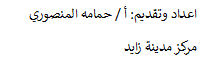 اعداد وتقديم: أ / حمامه المنصوري
مركز مدينة زايد